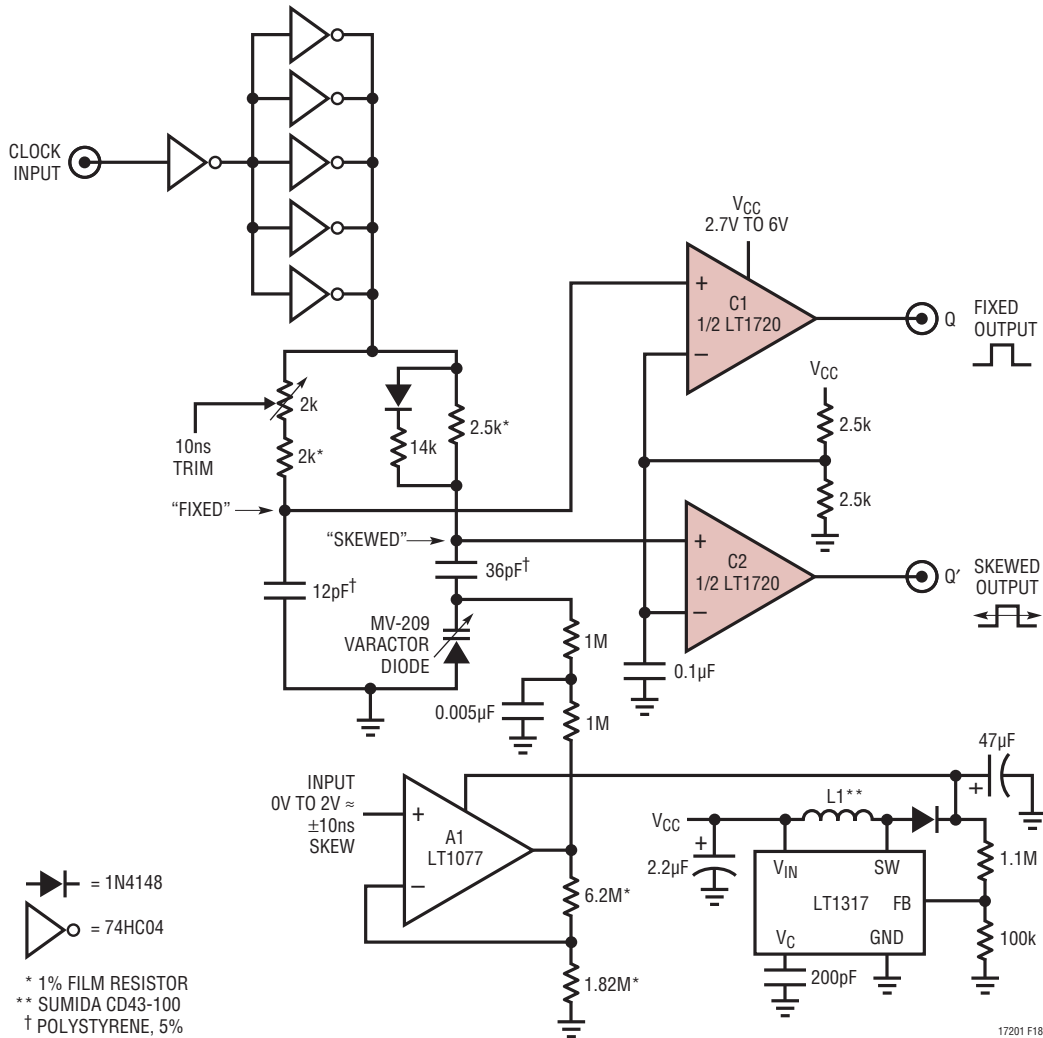 CLOCK
INPUT
VCC
2.7V TO 6V
+
C1
1/2 LT1720
–
Q
FIXED
OUTPUT
VCC
2.5k
2.5k
2k
10ns
TRIM
2k*
14k
2.5k*
“FIXED”
“SKEWED”
12pF†
36pF†
+
C2
1/2 LT1720
–
Q′
SKEWED
OUTPUT
MV-209
VARACTOR
DIODE
1M
0.1µF
0.005µF
1M
INPUT
0V TO 2V ≈
±10ns
SKEW
+
A1
LT1077
–
6.2M*
1.82M*
47µF
+
L1**
VCC
+
2.2µF
VIN
SW
LT1317
FB
VC
GND
1.1M
100k
200pF
= 1N4148
= 74HC04
* 1% FILM RESISTOR
** SUMIDA CD43-100
† POLYSTYRENE, 5%
17201 F18